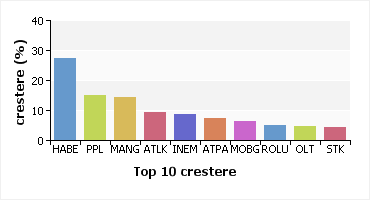 40
30
20
10
0
crestere (%)
HABE PPL MANG ATLK INEM ATPA MOBG ROLU OLT STK
Top 10 crestere